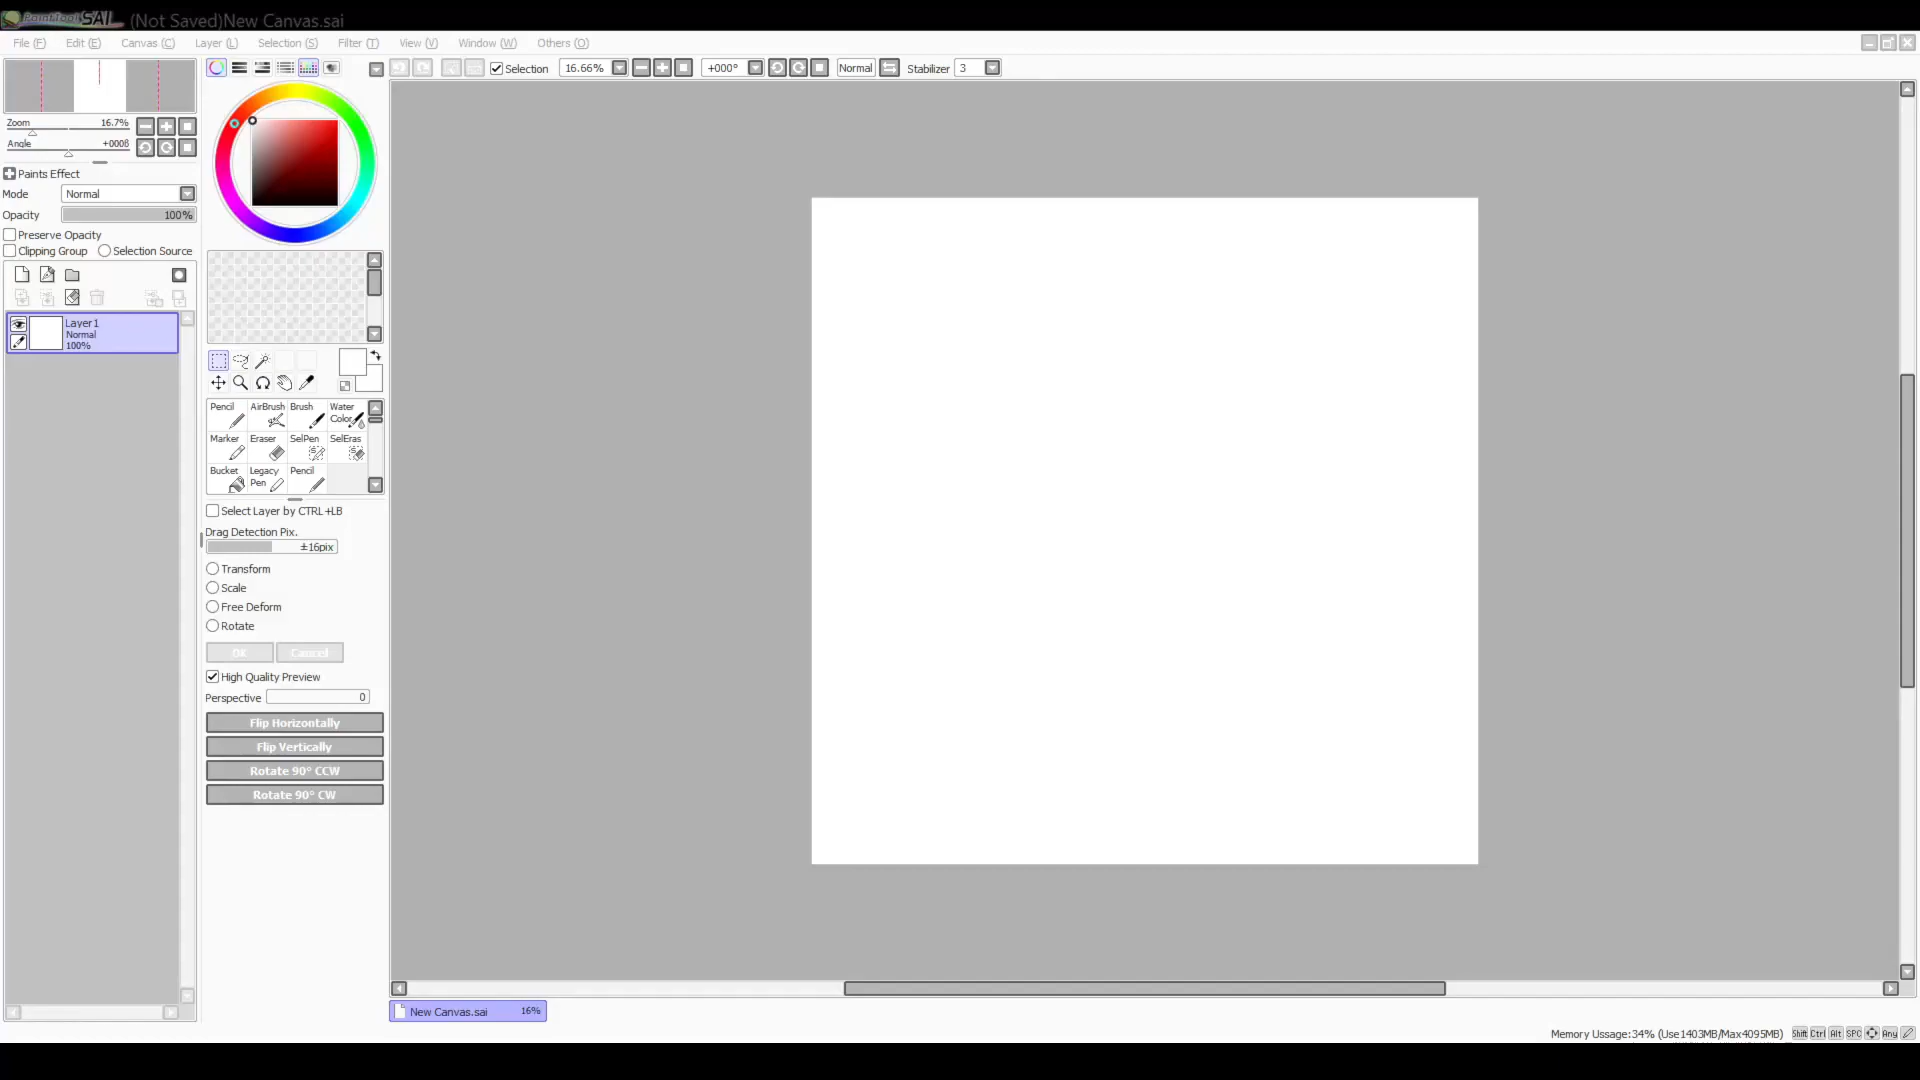 PaintTool SAI (Not Saved)New Canvas.sai
File (F) Edit (E) Canvas (C) Layer (L) Selection (S) Filter (T) View (V) Window (W) Others (O)
Selection 16.66% +000° Normal Stabilizer 3
Zoom 16.7%
Angle +000ß
Paints Effect
Mode Normal
Opacity 100%
Preserve Opacity
Clipping Group Selection Source
Layer1
Normal
100%
Pencil AirBrush Brush Water Color
Marker Eraser SelPen SelEras
Bucket Legacy Pen Pencil
Select Layer by CTRL+LB
Drag Detection Pix.
±16pix
Transform
Scale
Free Deform
Rotate
OK Cancel
High Quality Preview
Perspective 0
Flip Horizontally
Flip Vertically
Rotate 90° CCW
Rotate 90° CW
New Canvas.sai 16%
Memory Ussage:34% (Use1403MB/Max4095MB) Shift Ctrl Alt SPC Any